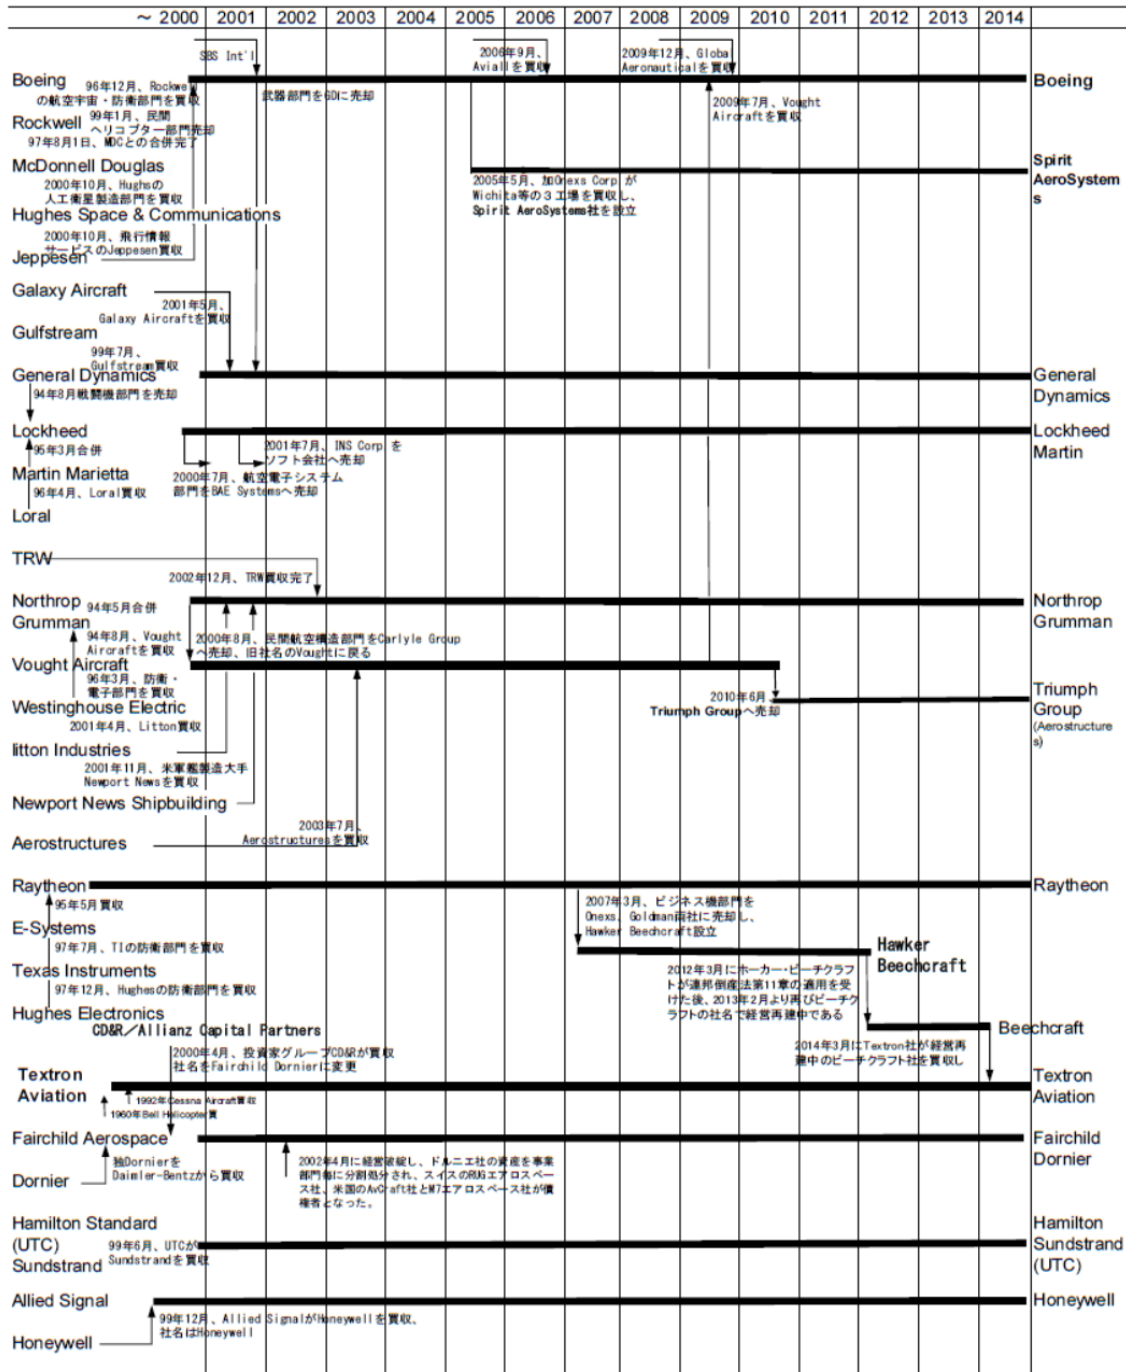 ～ 2000 2001 2002 2003 2004 2005 2006 2007 2008 2009 2010 2011 2012 2013 2014
SBS Int'l
2006年9月、
Aviallを買収
2009年12月、Global
Aeronauticalを買収
Boeing
96年12月、Rockwell
の航空宇宙・防衛部門を買収
武器部門をGDに売却
2009年7月、Vought
Aircraftを買収
Boeing
Rockwell
99年1月、民間
ヘリコプター部門売却
97年8月1日、MDCとの合併完了
McDonnell Douglas
2000年10月、Hughsの
人工衛星製造部門を買収
2005年5月、加Onexs Corp.が
Wichita等の３工場を買収し、
Spirit AeroSystems社を設立
Spirit
AeroSystem
s
Hughes Space & Communications
2000年10月、飛行情報
サービスのJeppesen買収
Jeppesen
Galaxy Aircraft
2001年5月、
Galaxy Aircraftを買収
Gulfstream
99年7月、
Gulfstream買収
General Dynamics
General
Dynamics
94年8月戦闘機部門を売却
Lockheed
Lockheed
Martin
95年3月合併
2001年7月、INS Corp を
ソフト会社へ売却
Martin Marietta
96年4月、Loral買収
2000年7月、航空電子システム
部門をBAE Systemsへ売却
Loral
TRW
2002年12月、TRW買収完了
Northrop
Grumman
94年5月合併
Northrop
Grumman
94年8月、Vought
Aircraftを買収
2000年8月、民間航空構造部門をCarlyle Group
へ売却、旧社名のVoughtに戻る
Vought Aircraft
96年3月、防衛・
電子部門を買収
2010年6月
Triumph Groupへ売却
Triumph
Group
(Aerostructure
s)
Westinghouse Electric
2001年4月、Litton買収
litton Industries
2001年11月、米軍艦製造大手
Newport Newsを買収
Newport News Shipbuilding
2003年7月、
Aerostructuresを買収
Aerostructures
Raytheon
Raytheon
95年5月買収
2007年3月、ビジネス機部門を
Onexs、Goldman両社に売却し、
Hawker Beechcraft設立
E-Systems
97年7月、TIの防衛部門を買収
Hawker
Beechcraft
Texas Instruments
97年12月、Hughesの防衛部門を買収
2012年3月にホーカー・ビーチクラフ
トが連邦倒産法第11章の適用を受
けた後、2013年2月より再びビーチク
ラフトの社名で経営再建中である
Hughes Electronics
CD&R／Allianz Capital Partners
Beechcraft
2000年4月、投資家グループCD&Rが買収
社名をFairchild Dornierに変更
2014年3月にTextron社が経営再
建中のビーチクラフト社を買収し
Textron
Aviation
Textron
Aviation
1992年Cessna Aircraft買収
1960年Bell Helicopter買
Fairchild Aerospace
Fairchild
Dornier
独Dornierを
Daimler-Bentzから買収
2002年4月に経営破綻し、ドルニエ社の資産を事業
部門毎に分割処分され、スイスのRUGエアロスペー
ス社、米国のAvCraft社とM7エアロスペース社が債
権者となった。
Dornier
Hamilton Standard
(UTC)
Sundstrand
99年6月、UTCが
Sundstrandを買収
Hamilton
Sundstrand
(UTC)
Allied Signal
Honeywell
99年12月、Allied SignalがHoneywellを買収、
社名はHoneywell
Honeywell